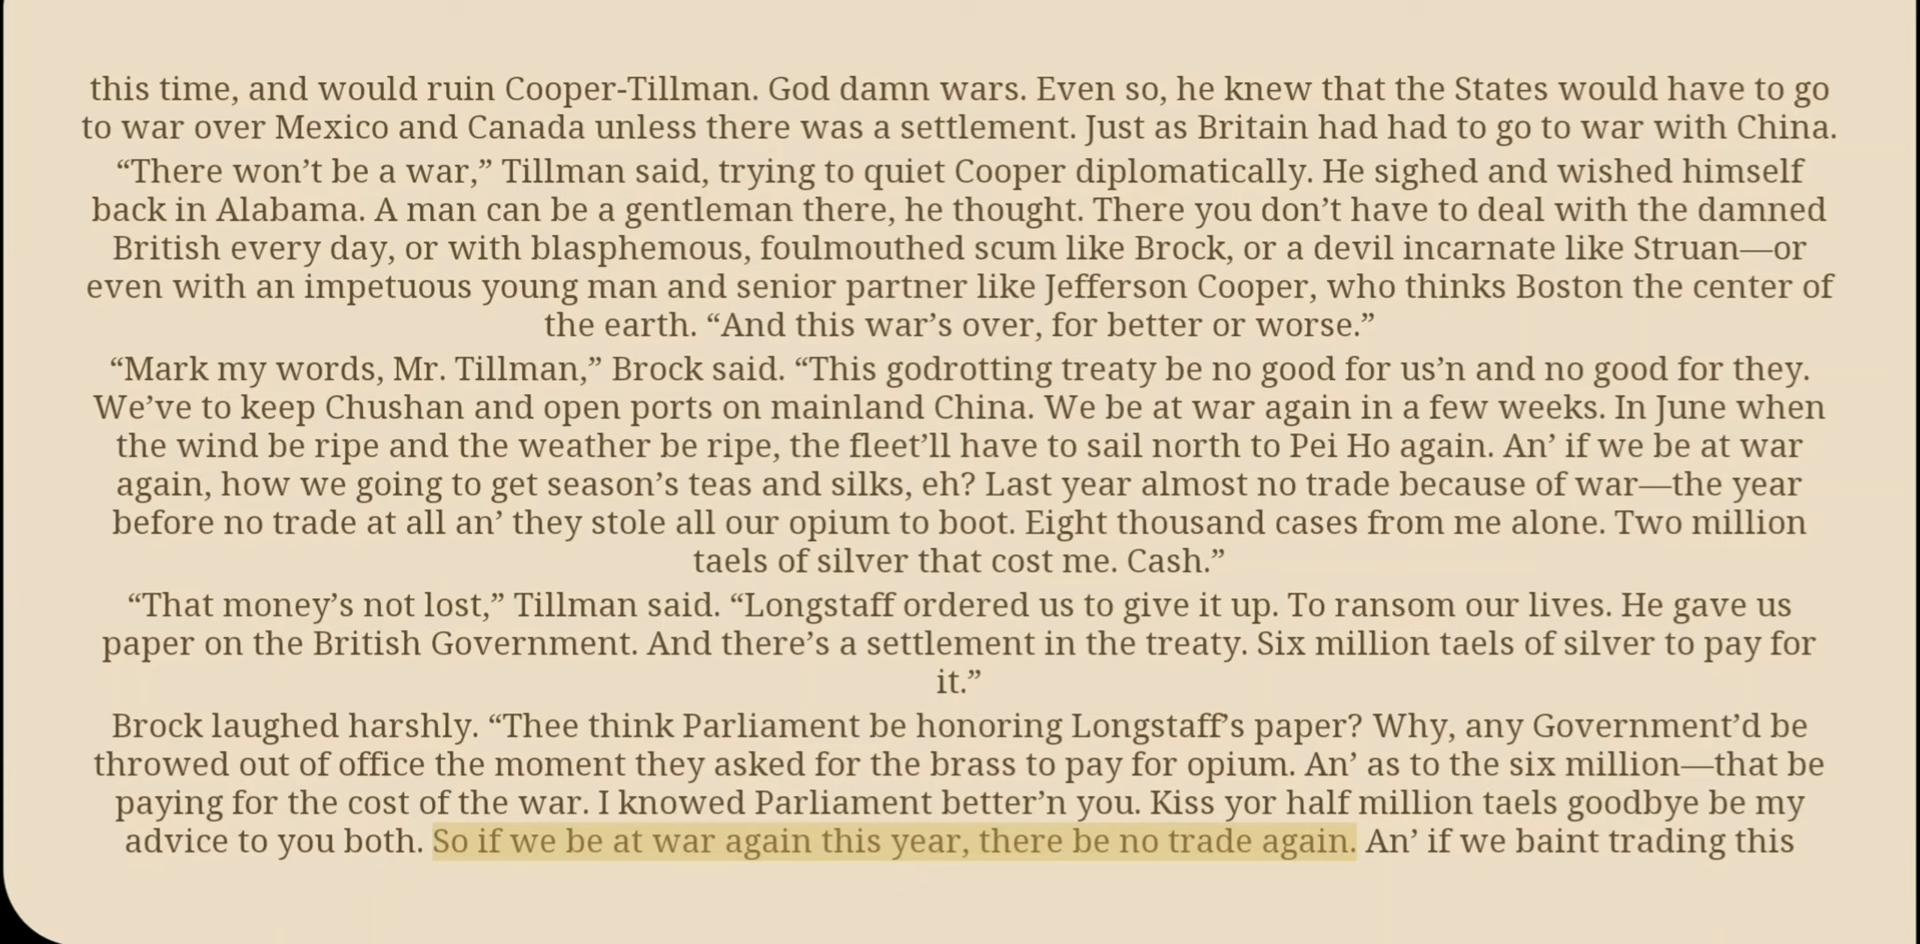 this time, and would ruin Cooper-Tillman. God damn wars. Even so, he knew that the States would have to go
to war over Mexico and Canada unless there was a settlement. Just as Britain had had to go to war with China.
“There won’t be a war,” Tillman said, trying to quiet Cooper diplomatically. He sighed and wished himself
back in Alabama. A man can be a gentleman there, he thought. There you don’t have to deal with the damned
British every day, or with blasphemous, foulmouthed scum like Brock, or a devil incarnate like Struan—or
even with an impetuous young man and senior partner like Jefferson Cooper, who thinks Boston the center of
the earth. “And this war’s over, for better or worse.”
“Mark my words, Mr. Tillman,” Brock said. “This godrotting treaty be no good for us’n and no good for they.
We’ve to keep Chushan and open ports on mainland China. We be at war again in a few weeks. In June when
the wind be ripe and the weather be ripe, the fleet’ll have to sail north to Pei Ho again. An’ if we be at war
again, how we going to get season’s teas and silks, eh? Last year almost no trade because of war—the year
before no trade at all an’ they stole all our opium to boot. Eight thousand cases from me alone. Two million
taels of silver that cost me. Cash.”
“That money’s not lost,” Tillman said. “Longstaff ordered us to give it up. To ransom our lives. He gave us
paper on the British Government. And there’s a settlement in the treaty. Six million taels of silver to pay for
it.”
Brock laughed harshly. “Thee think Parliament be honoring Longstaff’s paper? Why, any Government’d be
throwed out of office the moment they asked for the brass to pay for opium. An’ as to the six million—that be
paying for the cost of the war. I knowed Parliament better’n you. Kiss yor half million taels goodbye be my
advice to you both. So if we be at war again this year, there be no trade again. An’ if we baint trading this